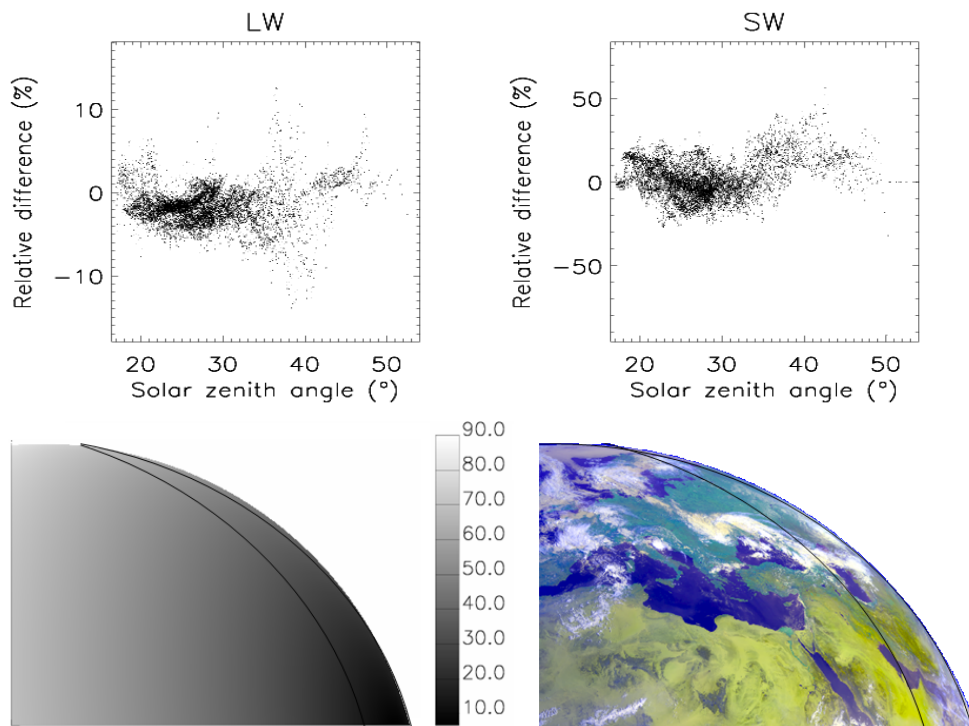 LW
Relative difference (%)
10
0
−10
20 30 40 50
Solar zenith angle (°)
SW
Relative difference (%)
50
0
−50
20 30 40 50
Solar zenith angle (°)
90.0
80.0
70.0
60.0
50.0
40.0
30.0
20.0
10.0